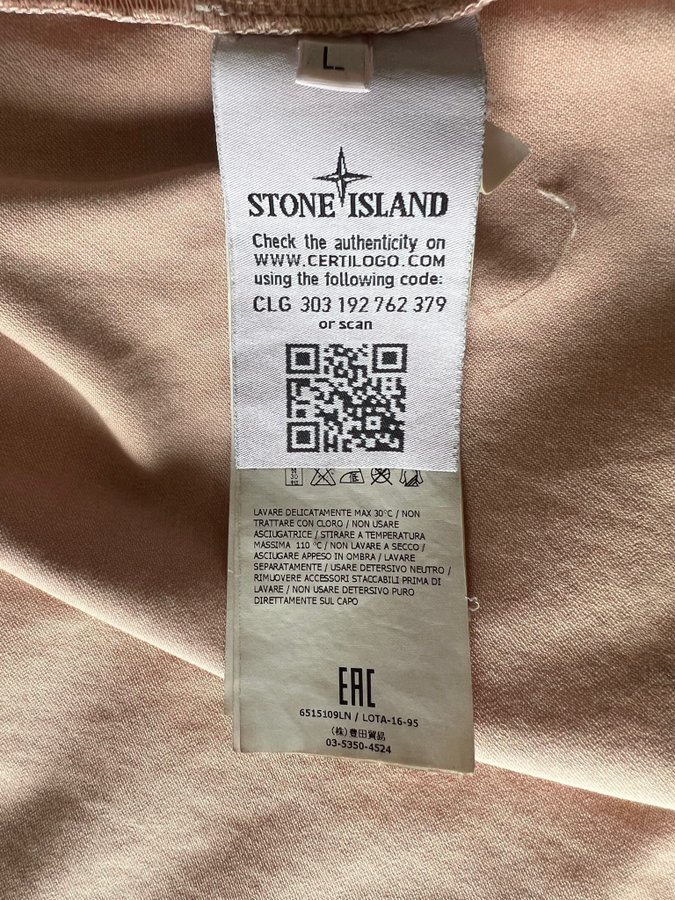 L
STONE ISLAND
Check the authenticity on
WWW.CERTILOGO.COM
using the following code:
CLG 303 192 762 379
or scan
LAVARE DELICATAMENTE MAX 30°C / NON
TRATTARE CON CLORO / NON USARE
ASCIUGATRICE / STIRARE A TEMPERATURA
MASSIMA 110 °C / NON LAVARE A SECCO /
ASCIUGARE APPESO IN OMBRA / LAVARE
SEPARATAMENTE / USARE DETERSIVO NEUTRO /
RIMUOVERE ACCESSORI STACCABILI PRIMA DI
LAVARE / NON USARE DETERSIVO PURO
DIRETTAMENTE SUL CAPO
EAC
6515109LN / LOTA-16-95
(株) 豊田貿易
03-5350-4524